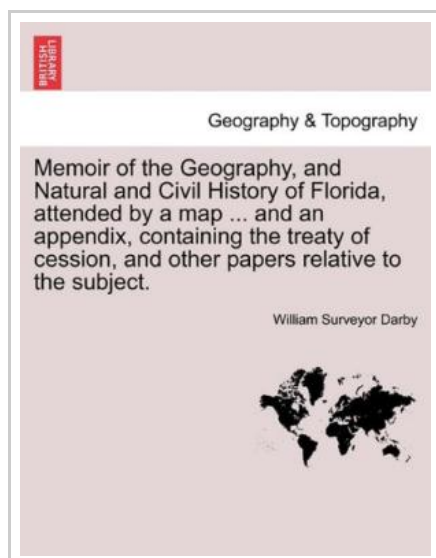 BRITISH
LIBRARY
Geography & Topography
Memoir of the Geography, and
Natural and Civil History of Florida,
attended by a map ... and an
appendix, containing the treaty of
cession, and other papers relative to
the subject.
William Surveyor Darby